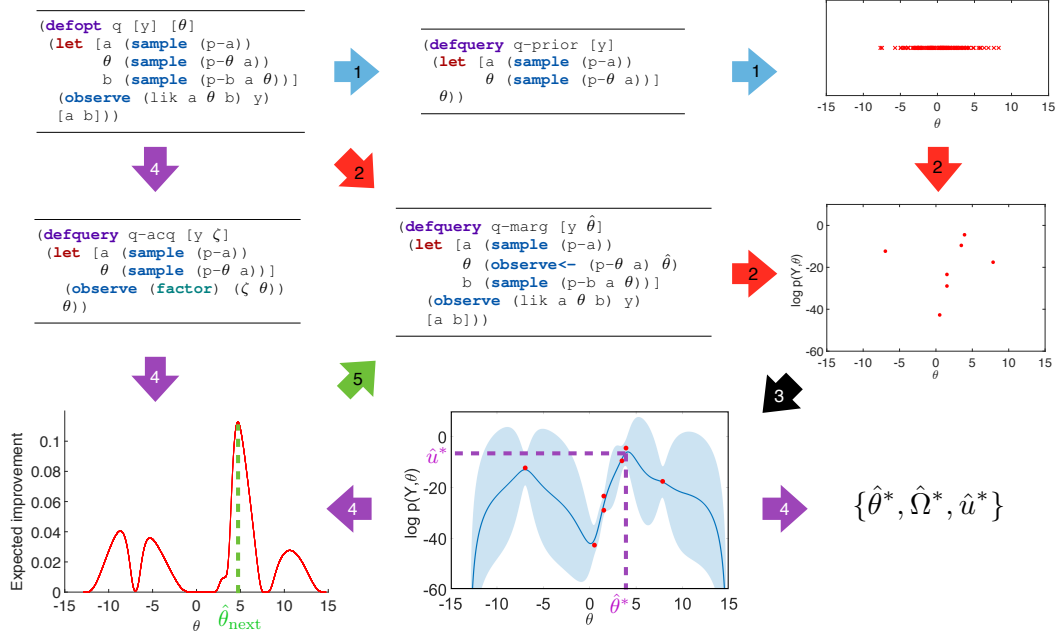 (defopt q [y] [θ]
(let [a (sample (p-a))
θ (sample (p-θ a))
b (sample (p-b a θ))]
(observe (lik a θ b) y)
[a b]))
1
(defquery q-prior [y]
(let [a (sample (p-a))
θ (sample (p-θ a))]
θ))
1
-15 -10 -5 0 5 10 15
θ
4
2
2
(defquery q-acq [y ζ]
(let [a (sample (p-a))
θ (sample (p-θ a))]
(observe (factor) (ζ θ))
θ))
(defquery q-marg [y θ̂]
(let [a (sample (p-a))
θ (observe<- (p-θ a) θ̂)
b (sample (p-b a θ))]
(observe (lik a θ b) y)
[a b]))
2
log p(Y,θ)
0
-20
-40
-60
-15 -10 -5 0 5 10 15
θ
4
5
3
Expected improvement
0.1
0.08
0.06
0.04
0.02
0
-15 -10 -5 0 5 10 15
θ
θ̂next
4
log p(Y,θ)
0
û*
-20
-40
-60
-15 -10 -5 0 5 10 15
θ
θ̂*
4
{θ̂*, Ω̂*, û*}